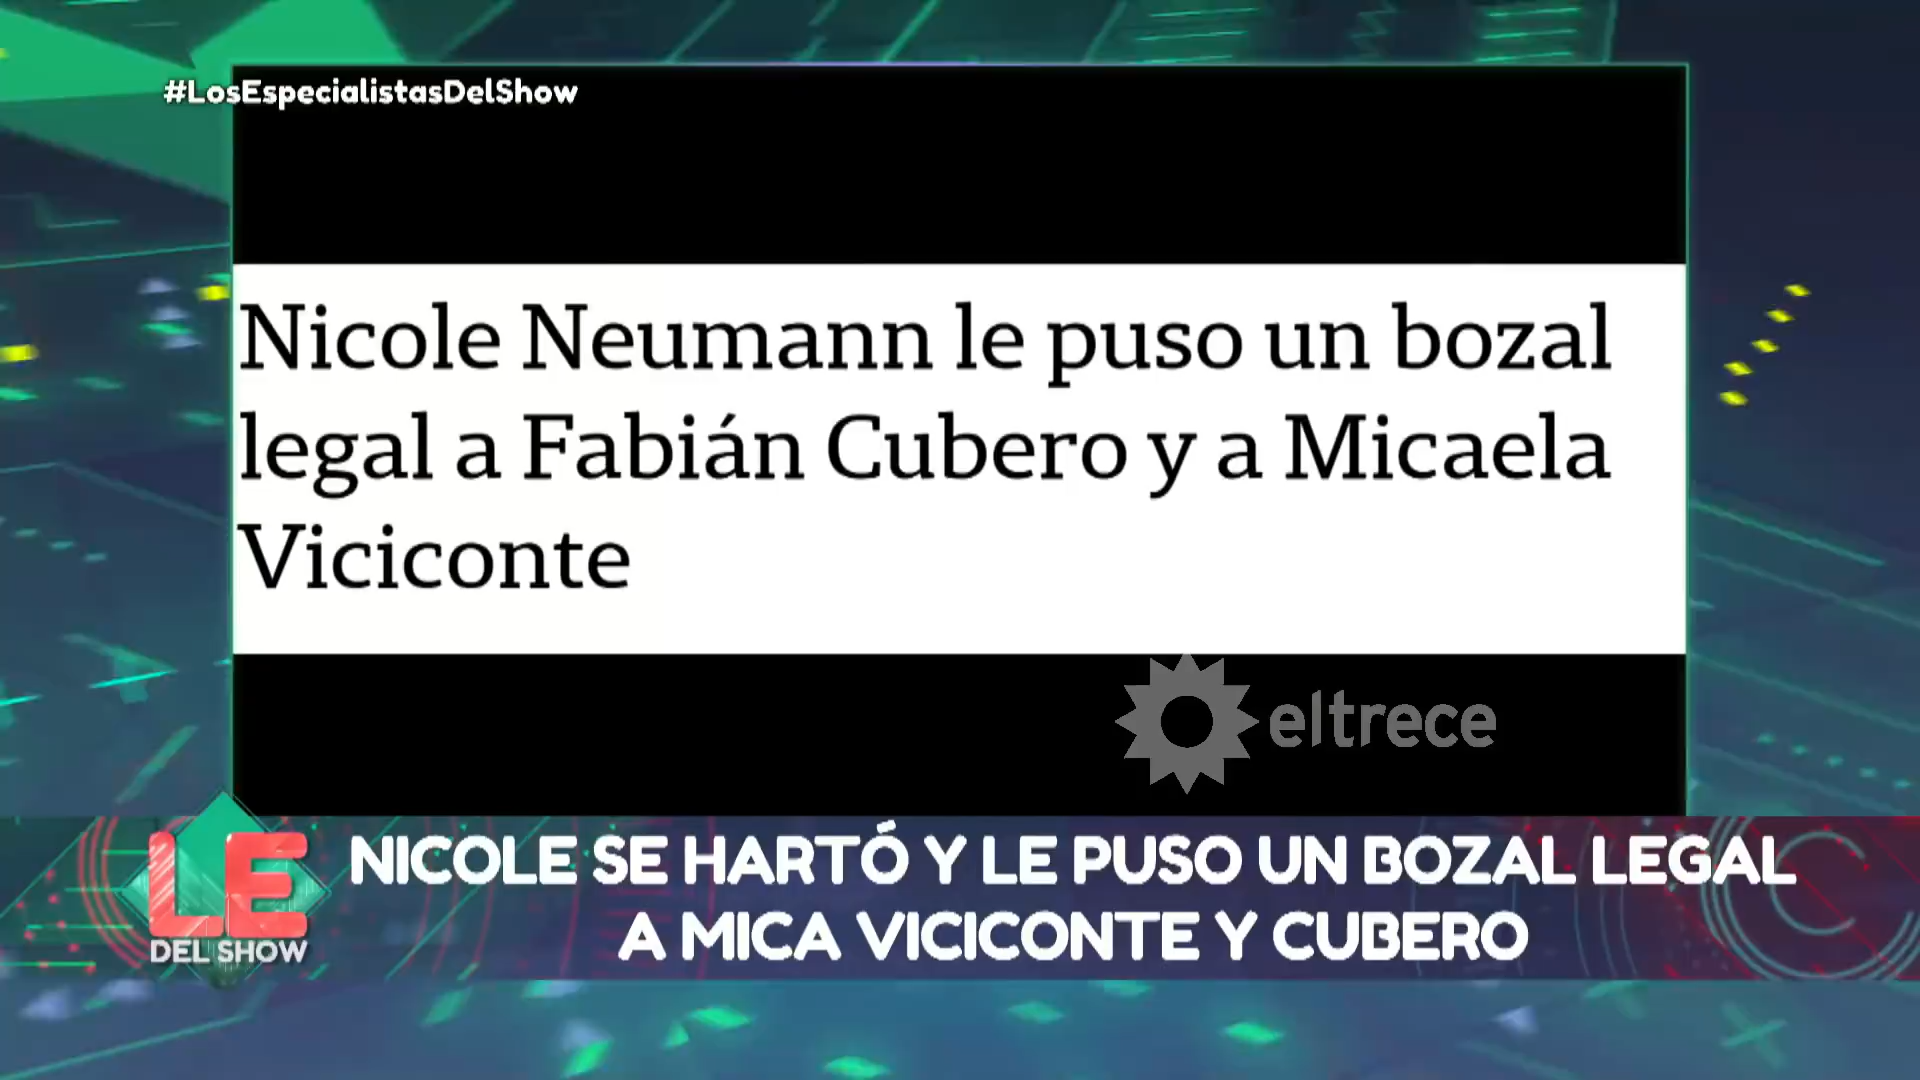 #LosEspecialistasDelShow
Nicole Neumann le puso un bozal
legal a Fabián Cubero y a Micaela
Viciconte
eltrece
LE
DEL SHOW
NICOLE SE HARTÓ Y LE PUSO UN BOZAL LEGAL
A MICA VICICONTE Y CUBERO